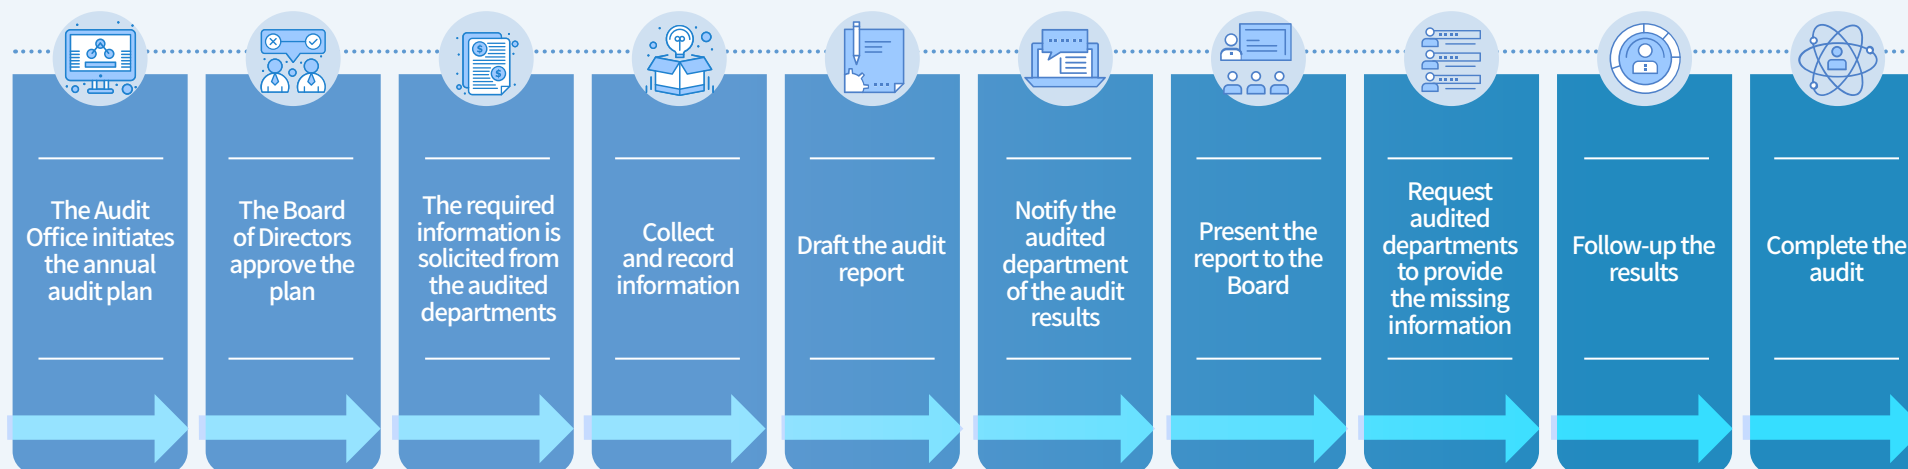 The Audit
Office initiates
the annual
audit plan
The Board
of Directors
approve the
plan
The required
information is
solicited from
the audited
departments
Collect
and record
information
Draft the audit
report
Notify the
audited
department
of the audit
results
Present the
report to the
Board
Request
audited
departments
to provide
the missing
information
Follow-up the
results
Complete the
audit